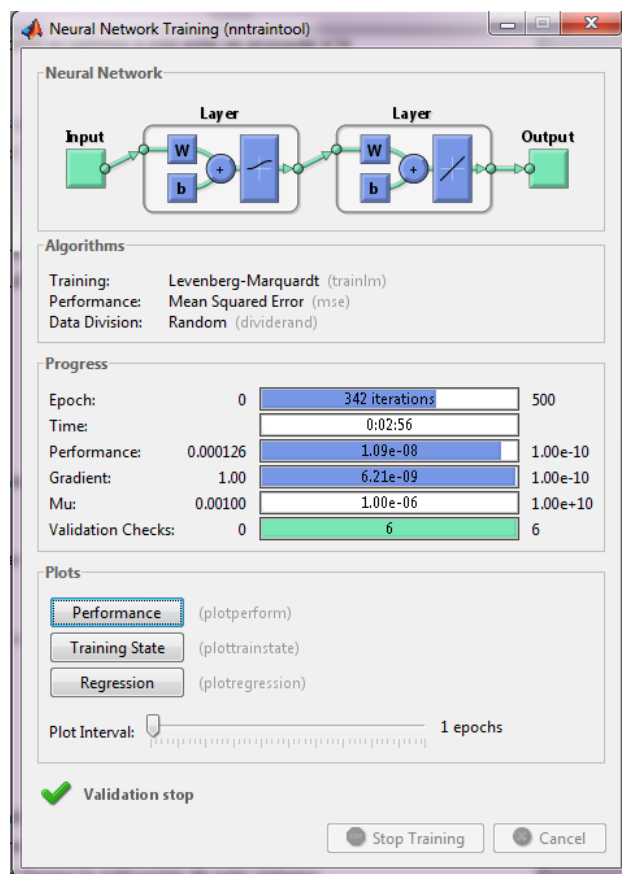 Neural Network Training (nntraintool)
Neural Network
Layer Layer
Input Output
W W
+ +
b b
Algorithms
Training: Levenberg-Marquardt (trainlm)
Performance: Mean Squared Error (mse)
Data Division: Random (dividerand)
Progress
Epoch: 0 342 iterations 500
Time: 0:02:56
Performance: 0.000126 1.09e-08 1.00e-10
Gradient: 1.00 6.21e-09 1.00e-10
Mu: 0.00100 1.00e-06 1.00e+10
Validation Checks: 0 6 6
Plots
Performance (plotperform)
Training State (plottrainstate)
Regression (plotregression)
Plot Interval: 1 epochs
Validation stop
Stop Training Cancel